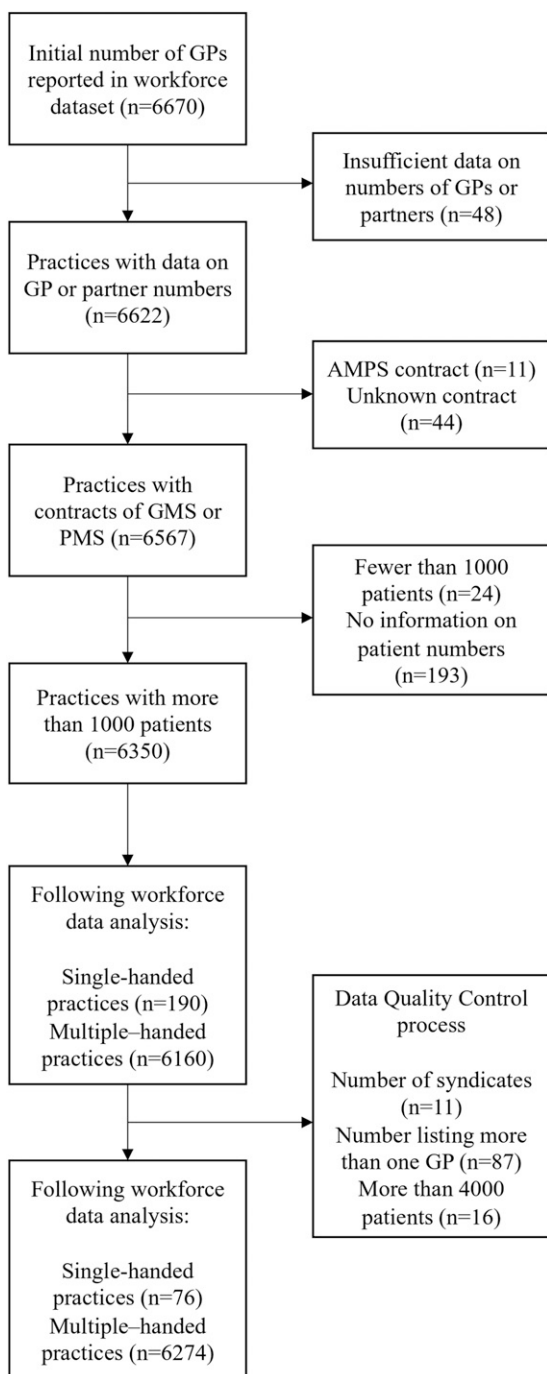 Initial number of GPs
reported in workforce
dataset (n=6670)
Insufficient data on
numbers of GPs or
partners (n=48)
Practices with data on
GP or partner numbers
(n=6622)
AMPS contract (n=11)
Unknown contract
(n=44)
Practices with
contracts of GMS or
PMS (n=6567)
Fewer than 1000
patients (n=24)
No information on
patient numbers
(n=193)
Practices with more
than 1000 patients
(n=6350)
Following workforce
data analysis:
Single-handed
practices (n=190)
Multiple–handed
practices (n=6160)
Data Quality Control
process
Number of syndicates
(n=11)
Number listing more
than one GP (n=87)
More than 4000
patients (n=16)
Following workforce
data analysis:
Single-handed
practices (n=76)
Multiple–handed
practices (n=6274)